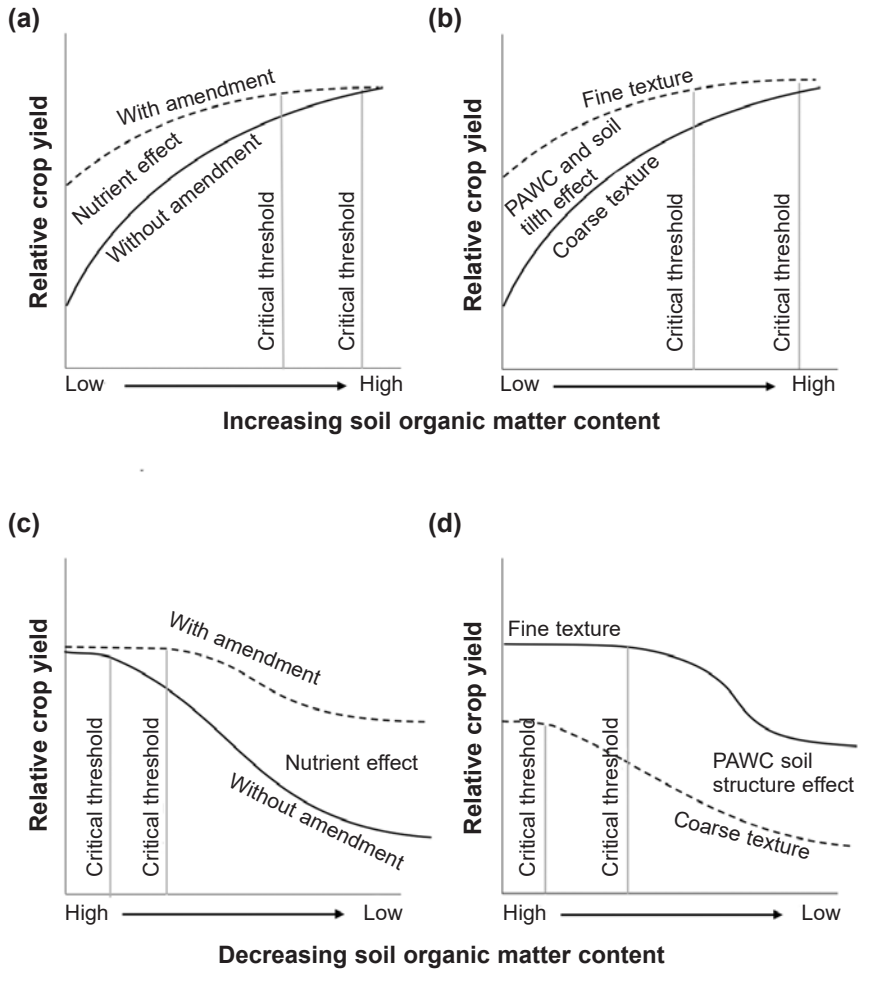 (a)
Relative crop yield
With amendment
Nutrient effect
Without amendment
Critical threshold
Critical threshold
Low
High
(b)
Relative crop yield
Fine texture
PAWC and soil
tilth effect
Coarse texture
Critical threshold
Critical threshold
Low
High
Increasing soil organic matter content
(c)
Relative crop yield
With amendment
Nutrient effect
Without amendment
Critical threshold
Critical threshold
High
Low
(d)
Relative crop yield
Fine texture
PAWC soil
structure effect
Coarse texture
Critical threshold
Critical threshold
High
Low
Decreasing soil organic matter content